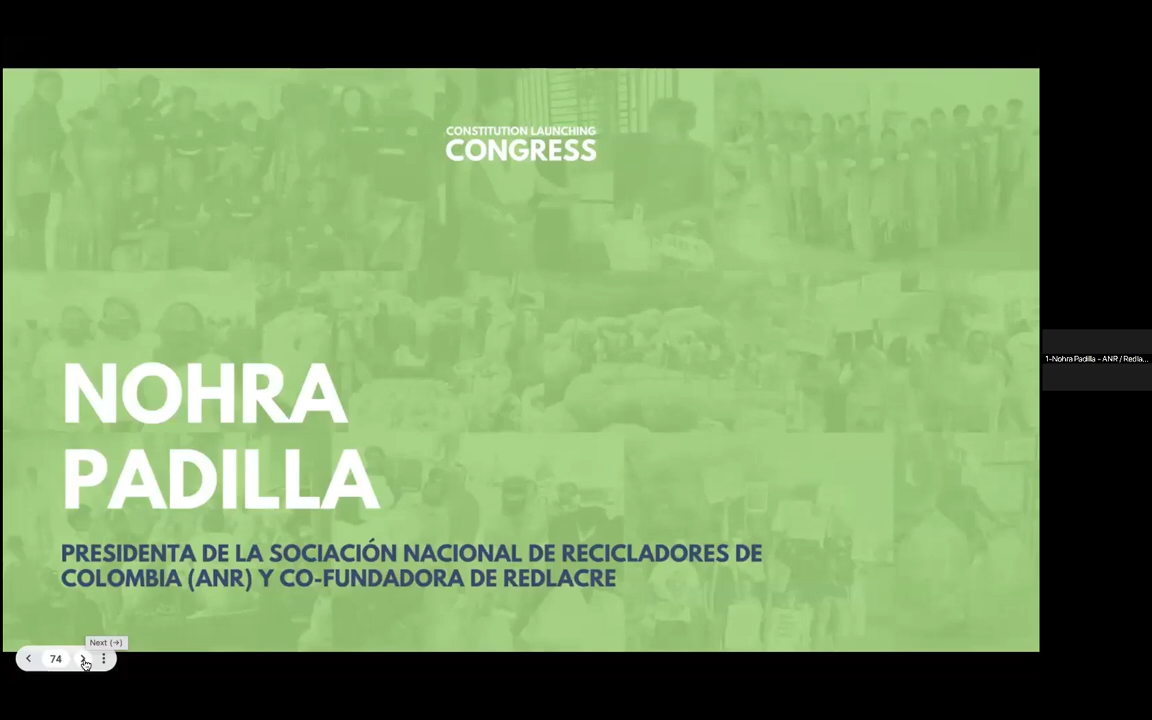 CONSTITUTION LAUNCHING
CONGRESS
NOHRA
PADILLA
PRESIDENTA DE LA SOCIACIÓN NACIONAL DE RECICLADORES DE
COLOMBIA (ANR) Y CO-FUNDADORA DE REDLACRE
1-Nohra Padilla - ANR / Redla...
Next (→)
74